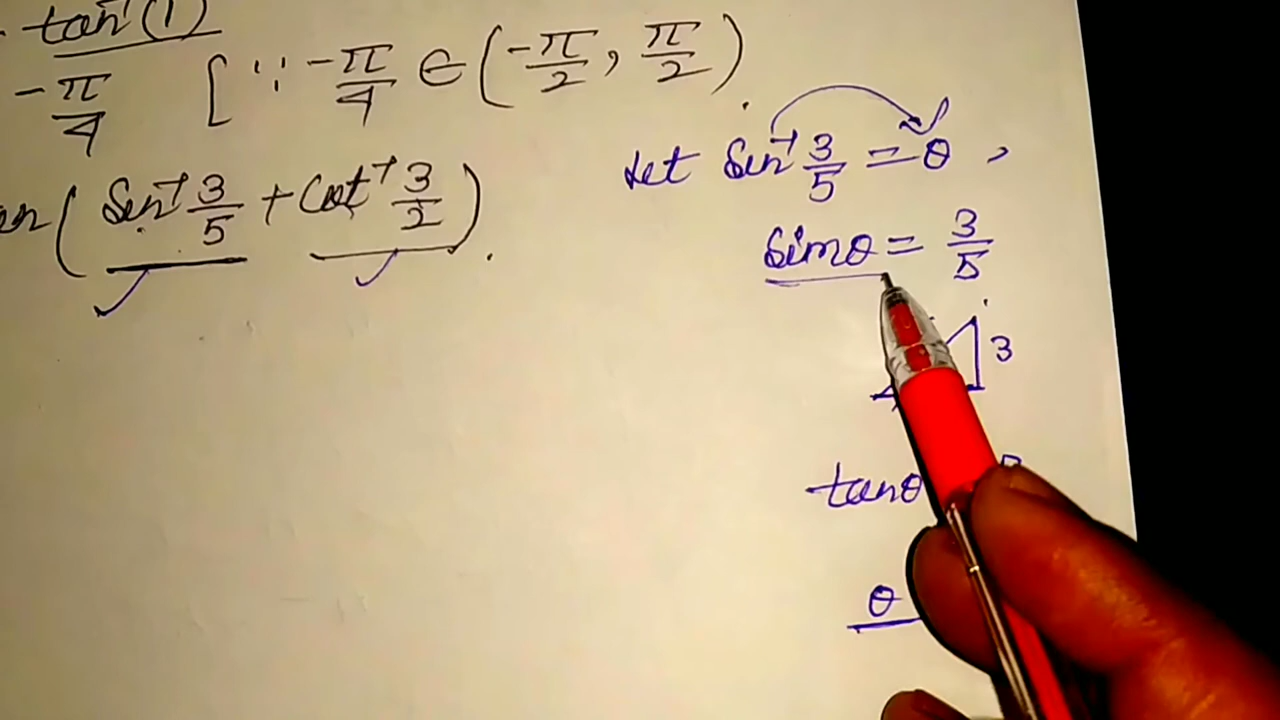 tan⁻¹(1)
-π/4 [∵ -π/4 ∈ (-π/2, π/2).
an(Sin⁻¹ 3/5 + Cot⁻¹ 3/2).
Let Sin⁻¹ 3/5 = θ,
Sinθ = 3/5
3
tanθ
θ